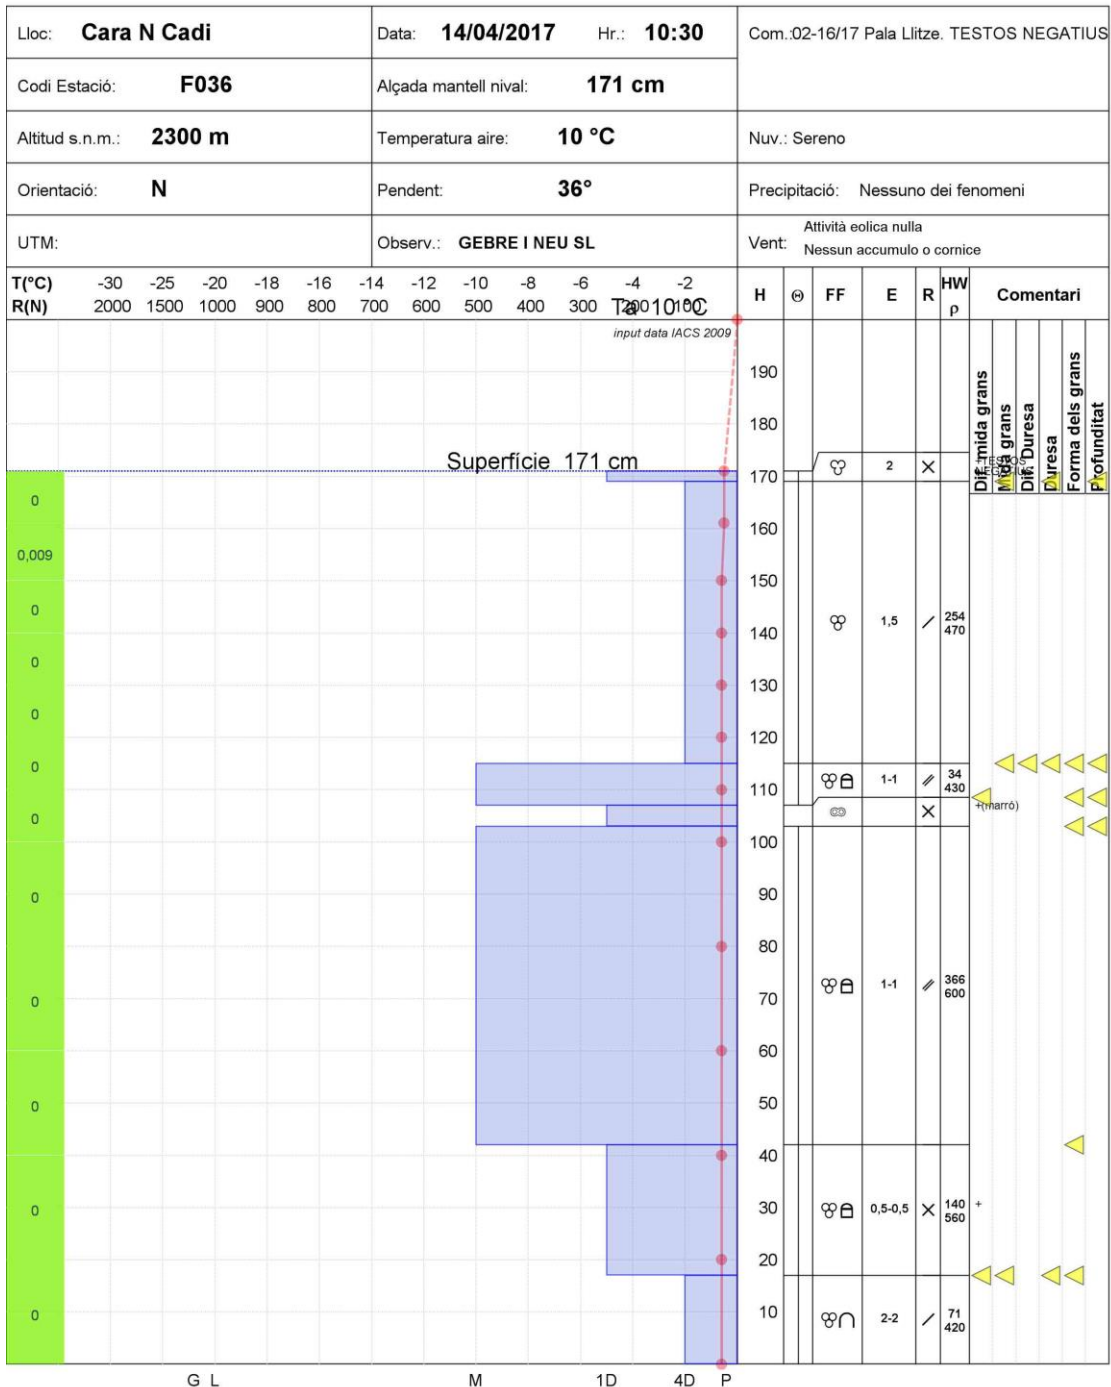 Lloc: Cara N Cadi Data: 14/04/2017 Hr.: 10:30 Com.:02-16/17 Pala Llitze. TESTOS NEGATIUS
Codi Estació: F036 Alçada mantell nival: 171 cm
Altitud s.n.m.: 2300 m Temperatura aire: 10 °C Nuv.: Sereno
Orientació: N Pendent: 36° Precipitació: Nessuno dei fenomeni
UTM: Observ.: GEBRE I NEU SL Vent: Attività eolica nulla
Nessun accumulo o cornice
T(°C) -30 -20 -18 -16 -14 -12 -10 -8 -6 -4 -2 H FF E R HW Comentari
R(N) 2000 1500 1000 900 800 700 600 500 400 300 200 100 ρ
Ta 10 °C
input data IACS 2009
Dif. mida grans
Mida grans
Dif. Duresa
Duresa
Forma dels grans
Profunditat
190
180
Superfície 171 cm
170 2 +TESTOS
NEGATIUS
0
160
0,009
150
0 1,5 254
140 470
0
130
0
120
0 1-1 34
110 430
0 +(marró)
100
0
90
80
0 70 1-1 366
600
60
0 50
40
0 30 0,5-0,5 140 +
560
20
0 10 2-2 71
420
G L M 1D 4D P